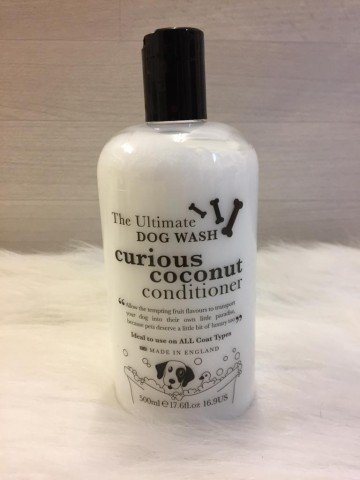 The Ultimate
DOG WASH
curious
coconut
conditioner
“Allow the tempting fruit flavours to transport
your dog into their own little paradise,
because pets deserve a little bit of luxury too”
Ideal to use on ALL Coat Types
MADE IN ENGLAND
500ml ℮ 17.6fl.oz 16.9US